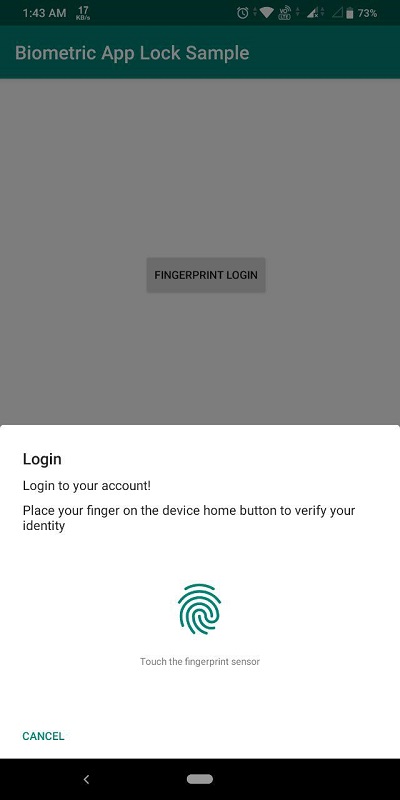 1:43 AM 17 KB/s VoLTE 73%
Biometric App Lock Sample
FINGERPRINT LOGIN
Login
Login to your account!
Place your finger on the device home button to verify your
identity
Touch the fingerprint sensor
CANCEL